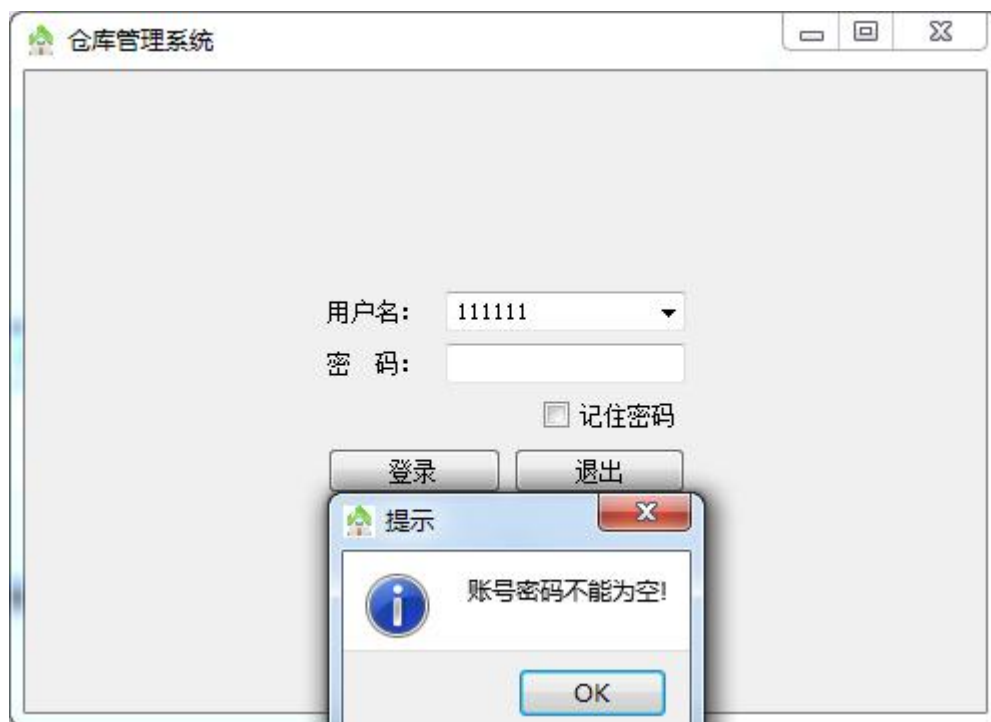 仓库管理系统
用户名: 111111
密 码:
记住密码
登录 退出
提示
账号密码不能为空!
OK